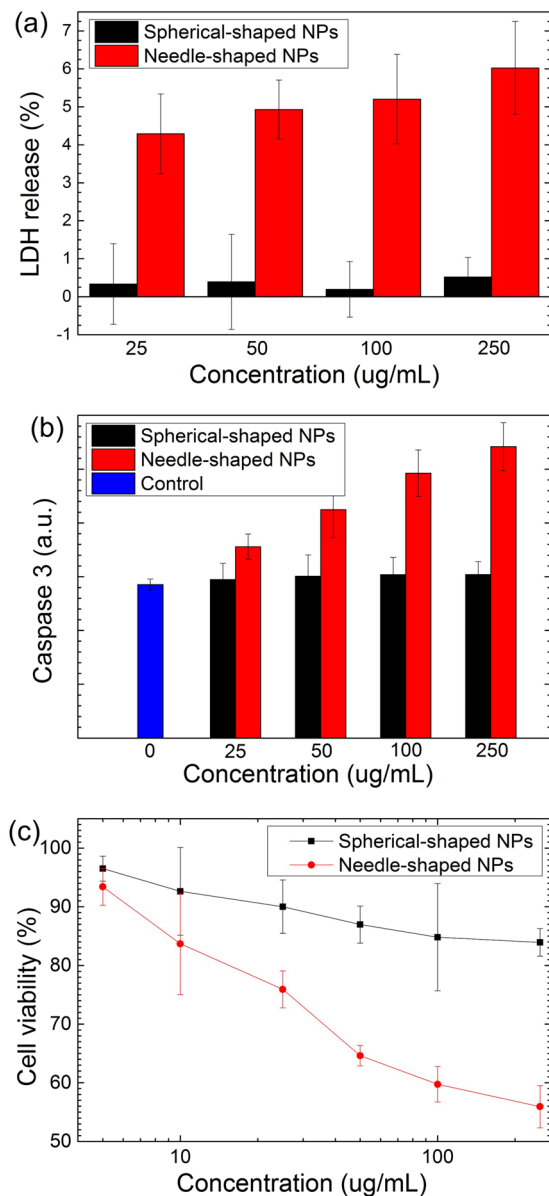 (a)
Spherical-shaped NPs
Needle-shaped NPs
7
6
5
4
3
2
1
0
-1
LDH release (%)
25 50 100 250
Concentration (ug/mL)
(b)
Spherical-shaped NPs
Needle-shaped NPs
Control
Caspase 3 (a.u.)
0 25 50 100 250
Concentration (ug/mL)
(c)
Spherical-shaped NPs
Needle-shaped NPs
100
90
80
70
60
50
Cell viability (%)
10 100
Concentration (ug/mL)